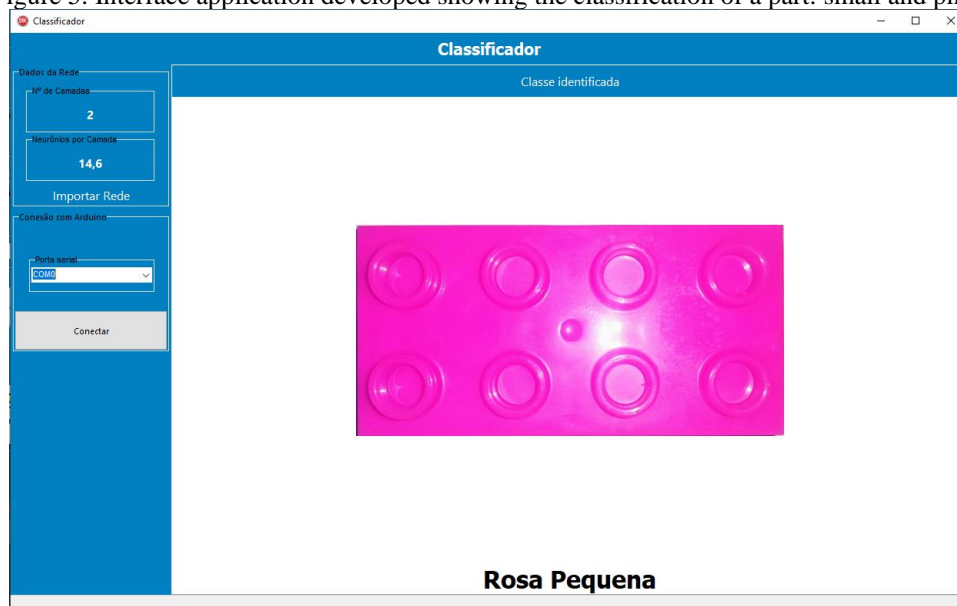 igure 5. Interface application developed showing the classification of a part: small and pin
Classificador
Classificador
Dados da Rede
Nº de Camadas
2
Neurônios por Camada
14,6
Importar Rede
Conexão com Arduino
Porta serial
COM0
Conectar
Classe identificada
Rosa Pequena